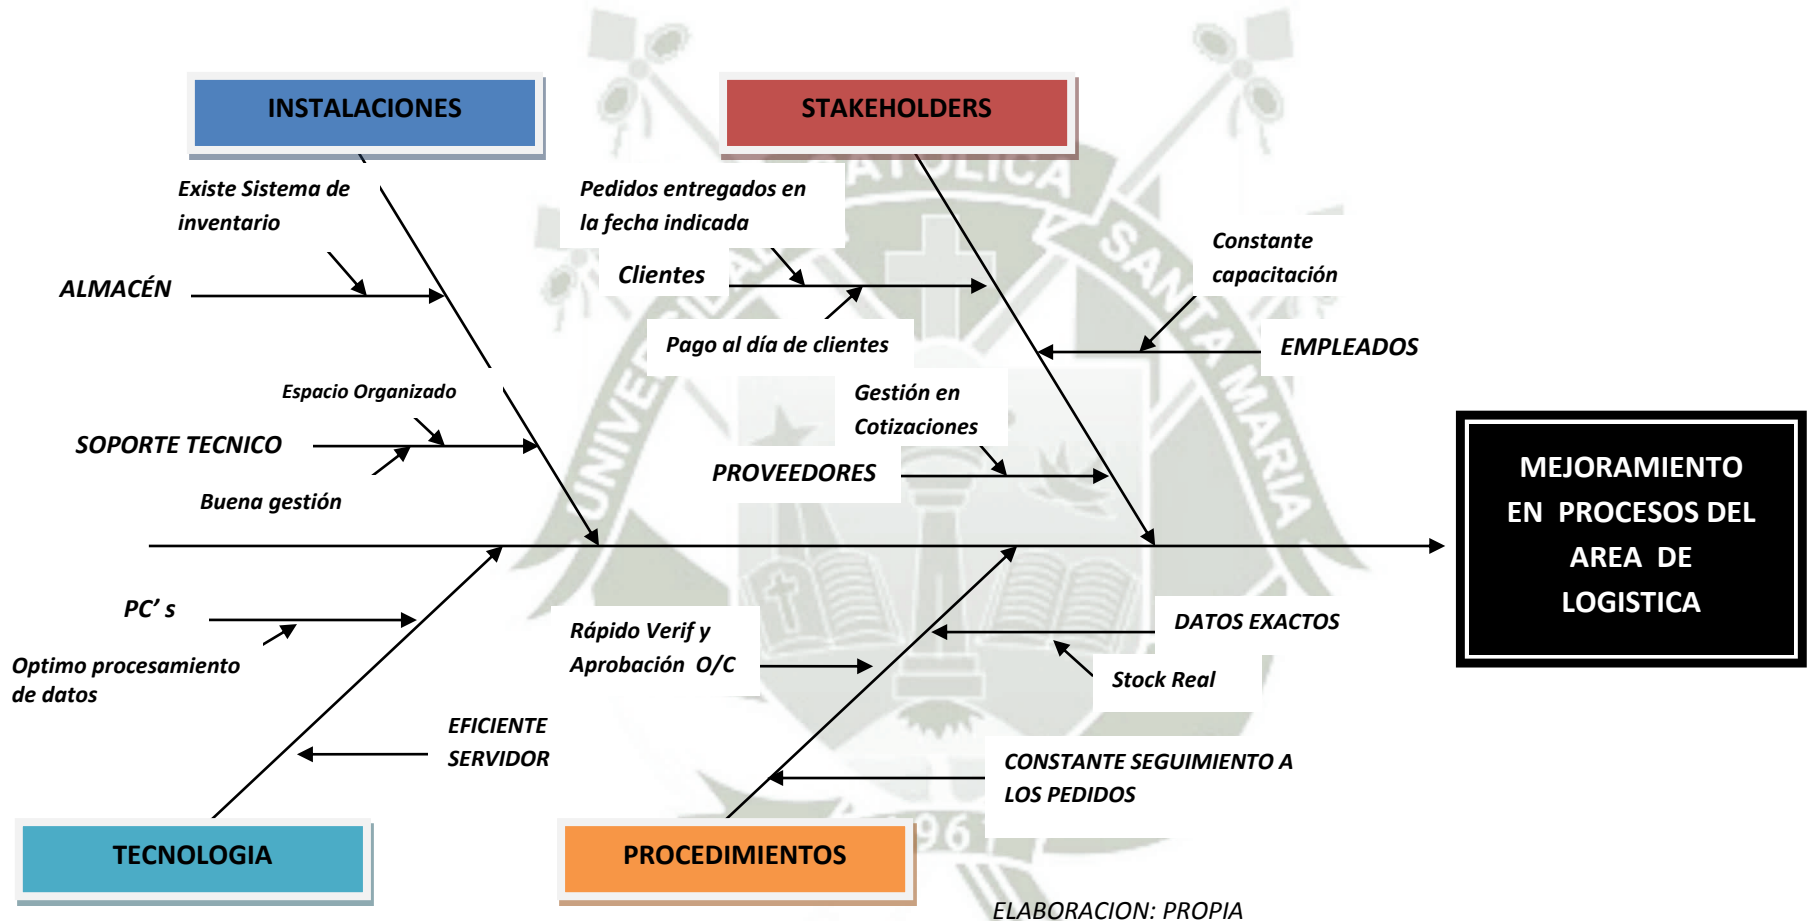 INSTALACIONES
STAKEHOLDERS
CATOLICA
Existe Sistema de
inventario
Pedidos entregados en
la fecha indicada
SANTA MARIA
Constante
capacitación
Clientes
ALMACÉN
Pago al día de clientes
EMPLEADOS
Espacio Organizado
Gestión en
Cotizaciones
SOPORTE TECNICO
PROVEEDORES
Buena gestión
MEJORAMIENTO
EN PROCESOS DEL
AREA DE
LOGISTICA
PC' s
Optimo procesamiento
de datos
Rápido Verif y
Aprobación O/C
DATOS EXACTOS
Stock Real
EFICIENTE
SERVIDOR
CONSTANTE SEGUIMIENTO A
LOS PEDIDOS
TECNOLOGIA
PROCEDIMIENTOS
ELABORACION: PROPIA